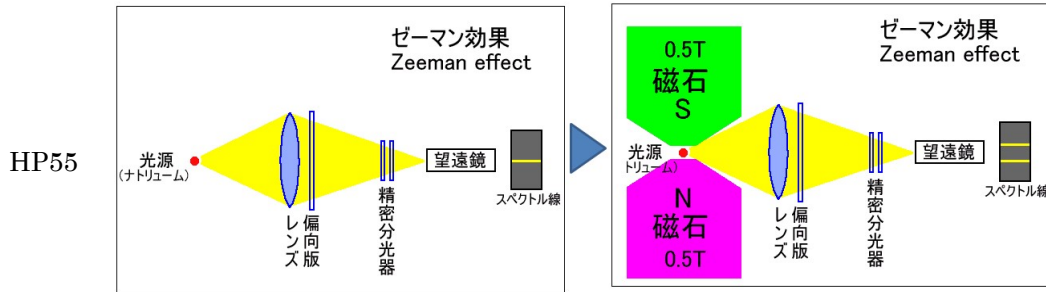 HP55
ゼーマン効果
Zeeman effect
光源
(ナトリューム)
レンズ
偏向版
精密分光器
望遠鏡
スペクトル線
ゼーマン効果
Zeeman effect
0.5T
磁石
S
光源
トリューム)
N
磁石
0.5T
レンズ
偏向版
精密分光器
望遠鏡
スペクトル線